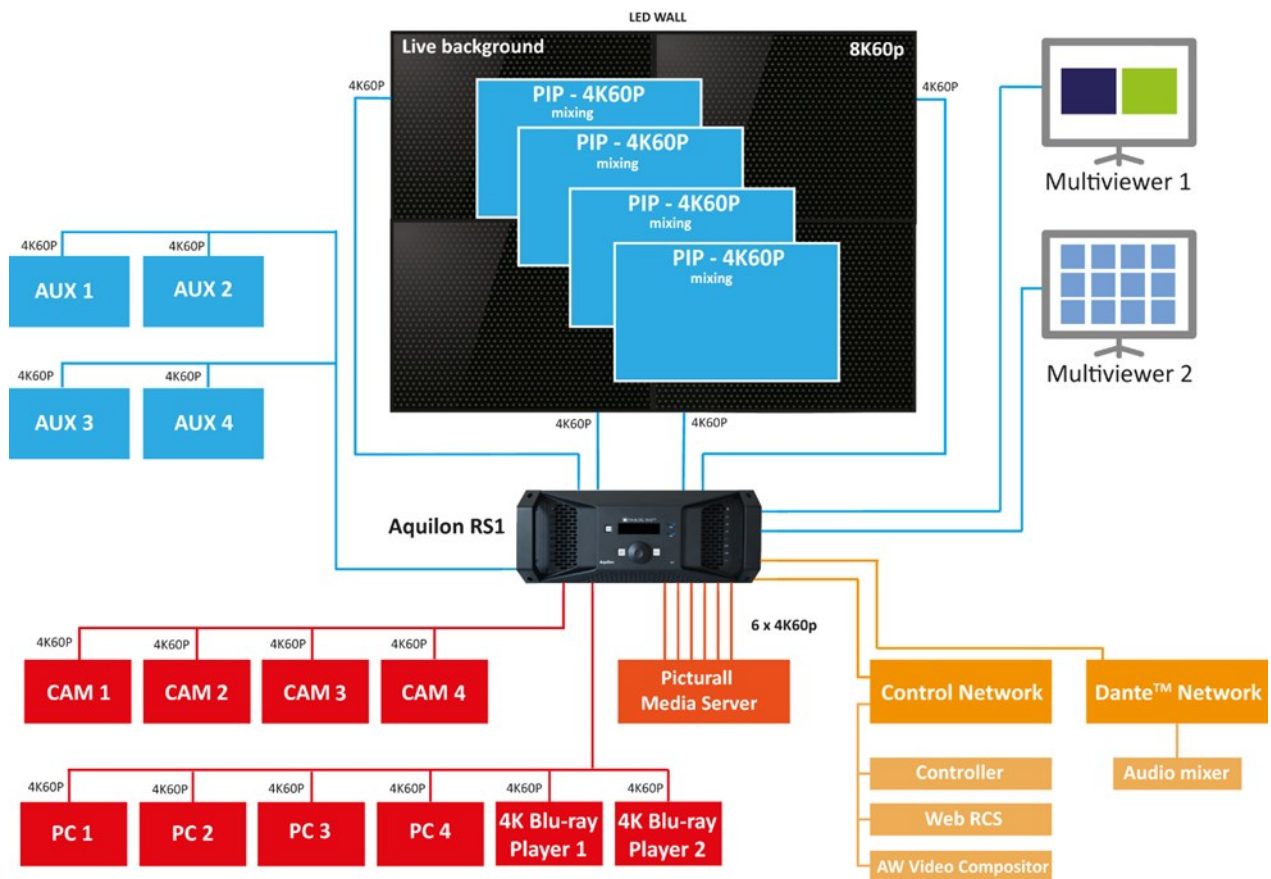 LED WALL
Live background
8K60p
4K60P
4K60P
PIP - 4K60P
mixing
PIP - 4K60P
mixing
PIP - 4K60P
mixing
PIP - 4K60P
mixing
Multiviewer 1
Multiviewer 2
4K60P
4K60P
AUX 1
AUX 2
4K60P
4K60P
AUX 3
AUX 4
4K60P
4K60P
Aquilon RS1
Aquilon
6 x 4K60p
4K60P
4K60P
4K60P
4K60P
CAM 1
CAM 2
CAM 3
CAM 4
Picturall
Media Server
Control Network
Dante™ Network
Controller
Audio mixer
Web RCS
AW Video Compositor
4K60P
4K60P
4K60P
4K60P
4K60P
4K60P
PC 1
PC 2
PC 3
PC 4
4K Blu-ray
Player 1
4K Blu-ray
Player 2